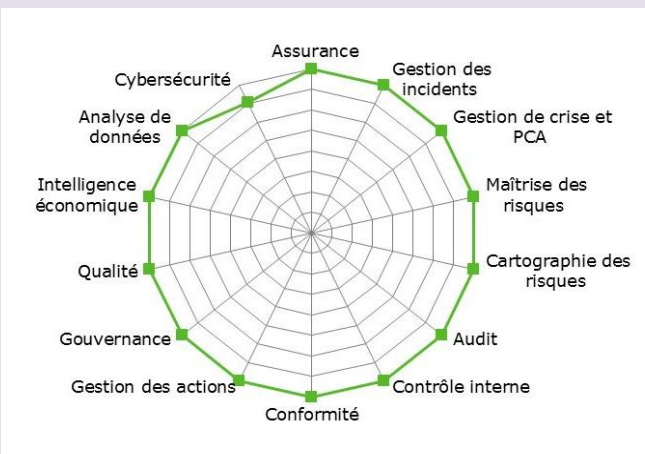 Assurance
Gestion des
incidents
Gestion de crise et
PCA
Maîtrise des
risques
Cartographie des
risques
Audit
Contrôle interne
Conformité
Gestion des actions
Gouvernance
Qualité
Intelligence
économique
Analyse de
données
Cybersécurité